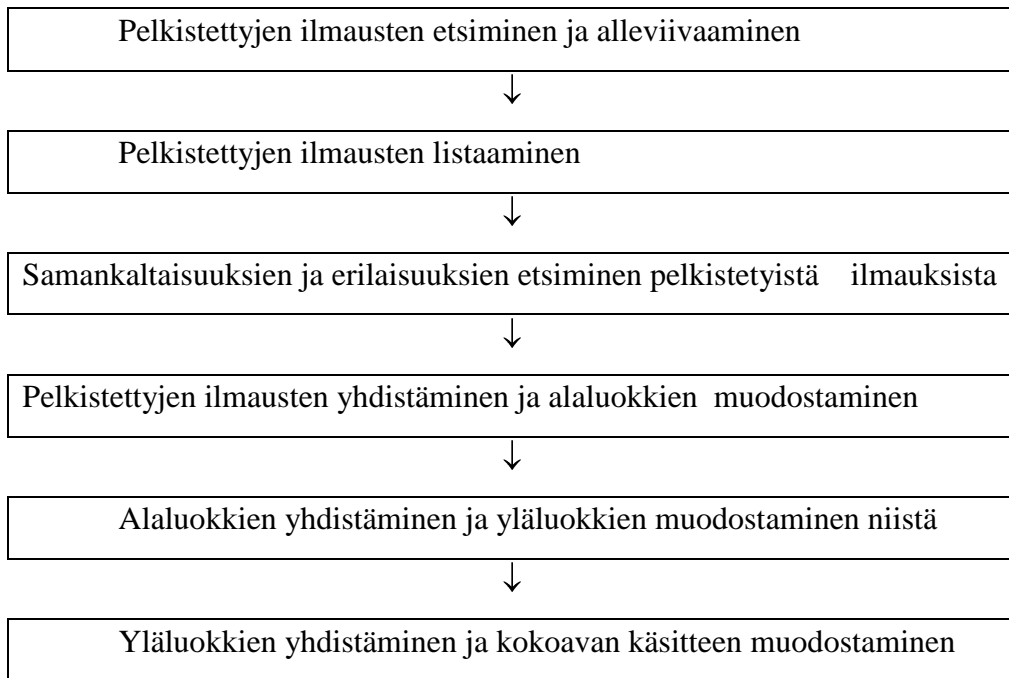 Pelkistettyjen ilmausten etsiminen ja alleviivaaminen
↓
Pelkistettyjen ilmausten listaaminen
↓
Samankaltaisuuksien ja erilaisuuksien etsiminen pelkistetyistä ilmauksista
↓
Pelkistettyjen ilmausten yhdistäminen ja alaluokkien muodostaminen
↓
Alaluokkien yhdistäminen ja yläluokkien muodostaminen niistä
↓
Yläluokkien yhdistäminen ja kokoavan käsitteen muodostaminen